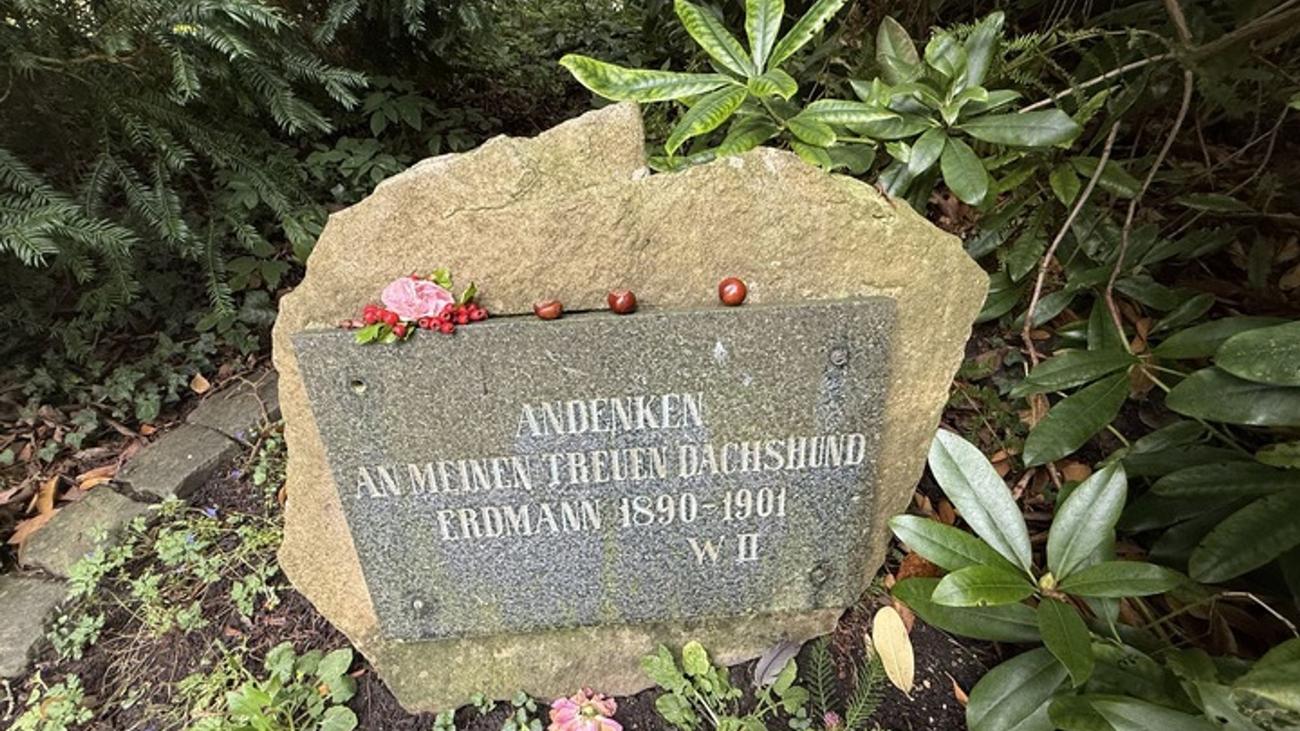 ANDENKEN
AN MEINEN TREUEN DACHSHUND
ERDMANN 1890-1901
W II